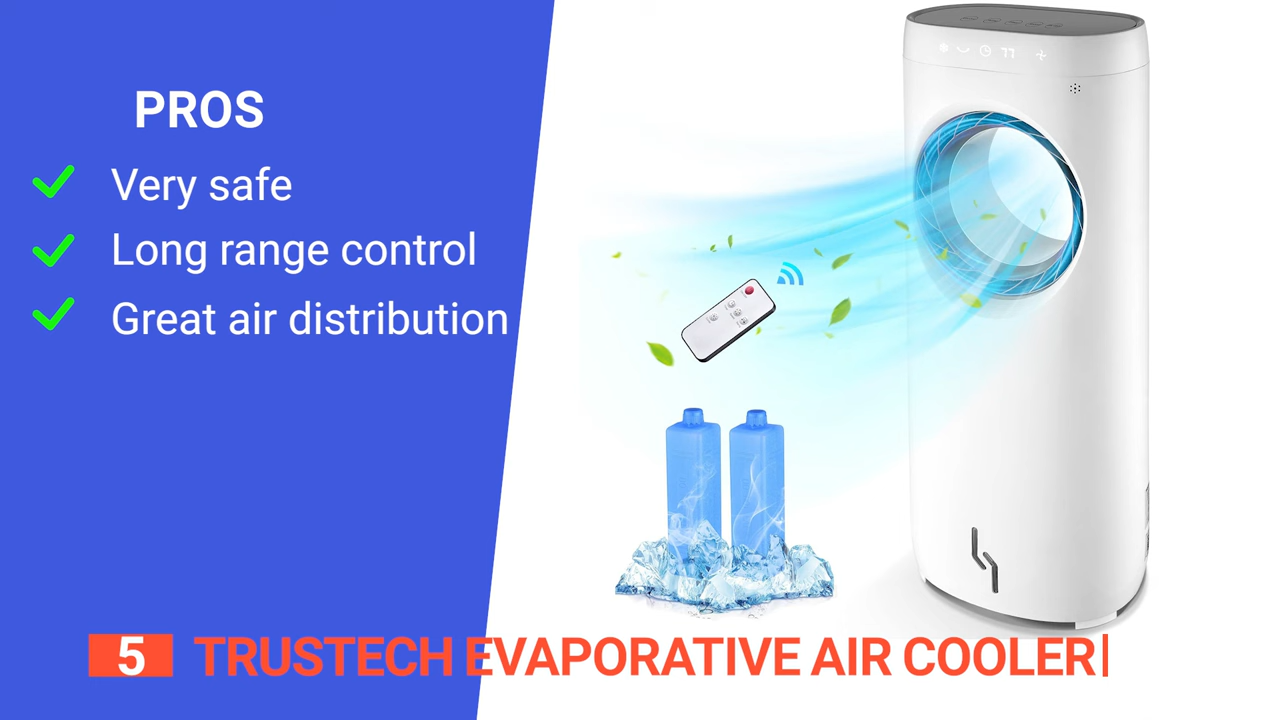 PROS
Very safe
Long range control
Great air distribution
5 TRUSTECH EVAPORATIVE AIR COOLER